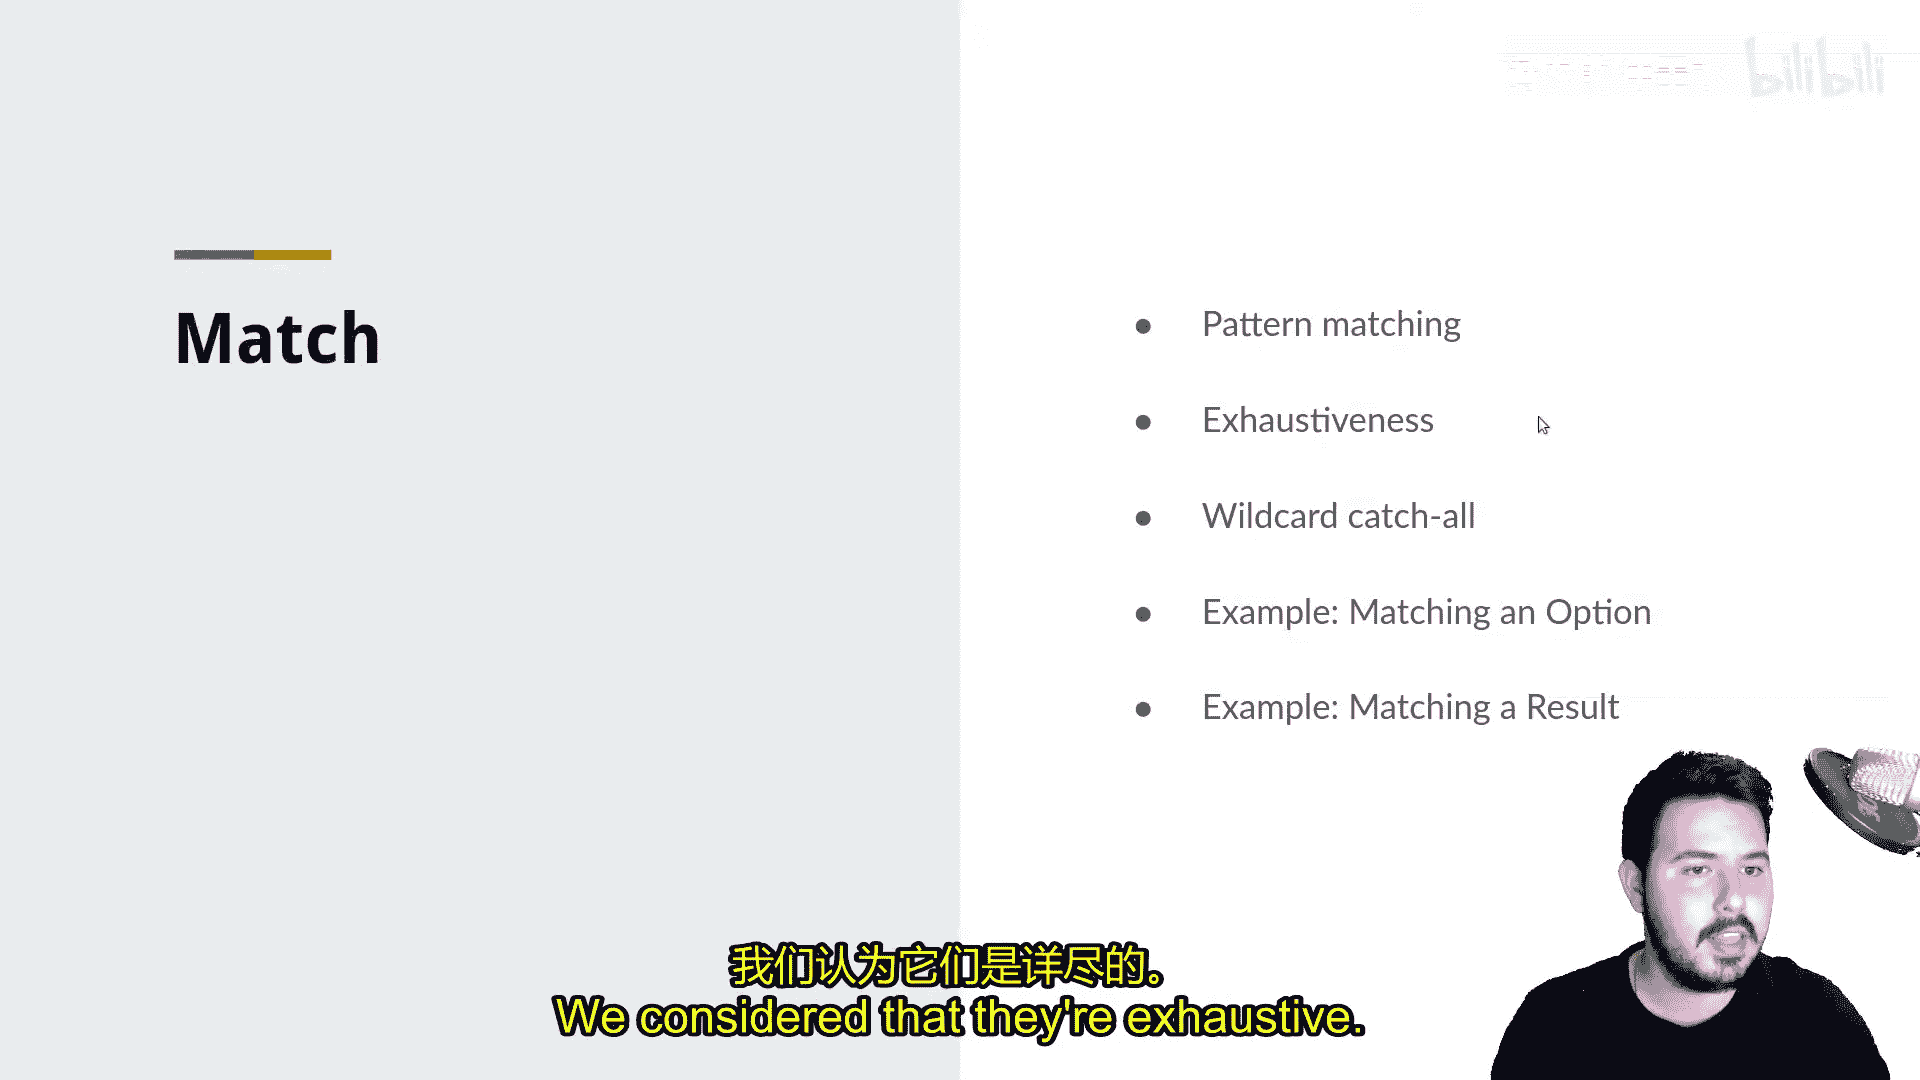 bilibili
Match
Pattern matching
Exhaustiveness
Wildcard catch-all
Example: Matching an Option
Example: Matching a Result
我们认为它们是详尽的。
We considered that they're exhaustive.